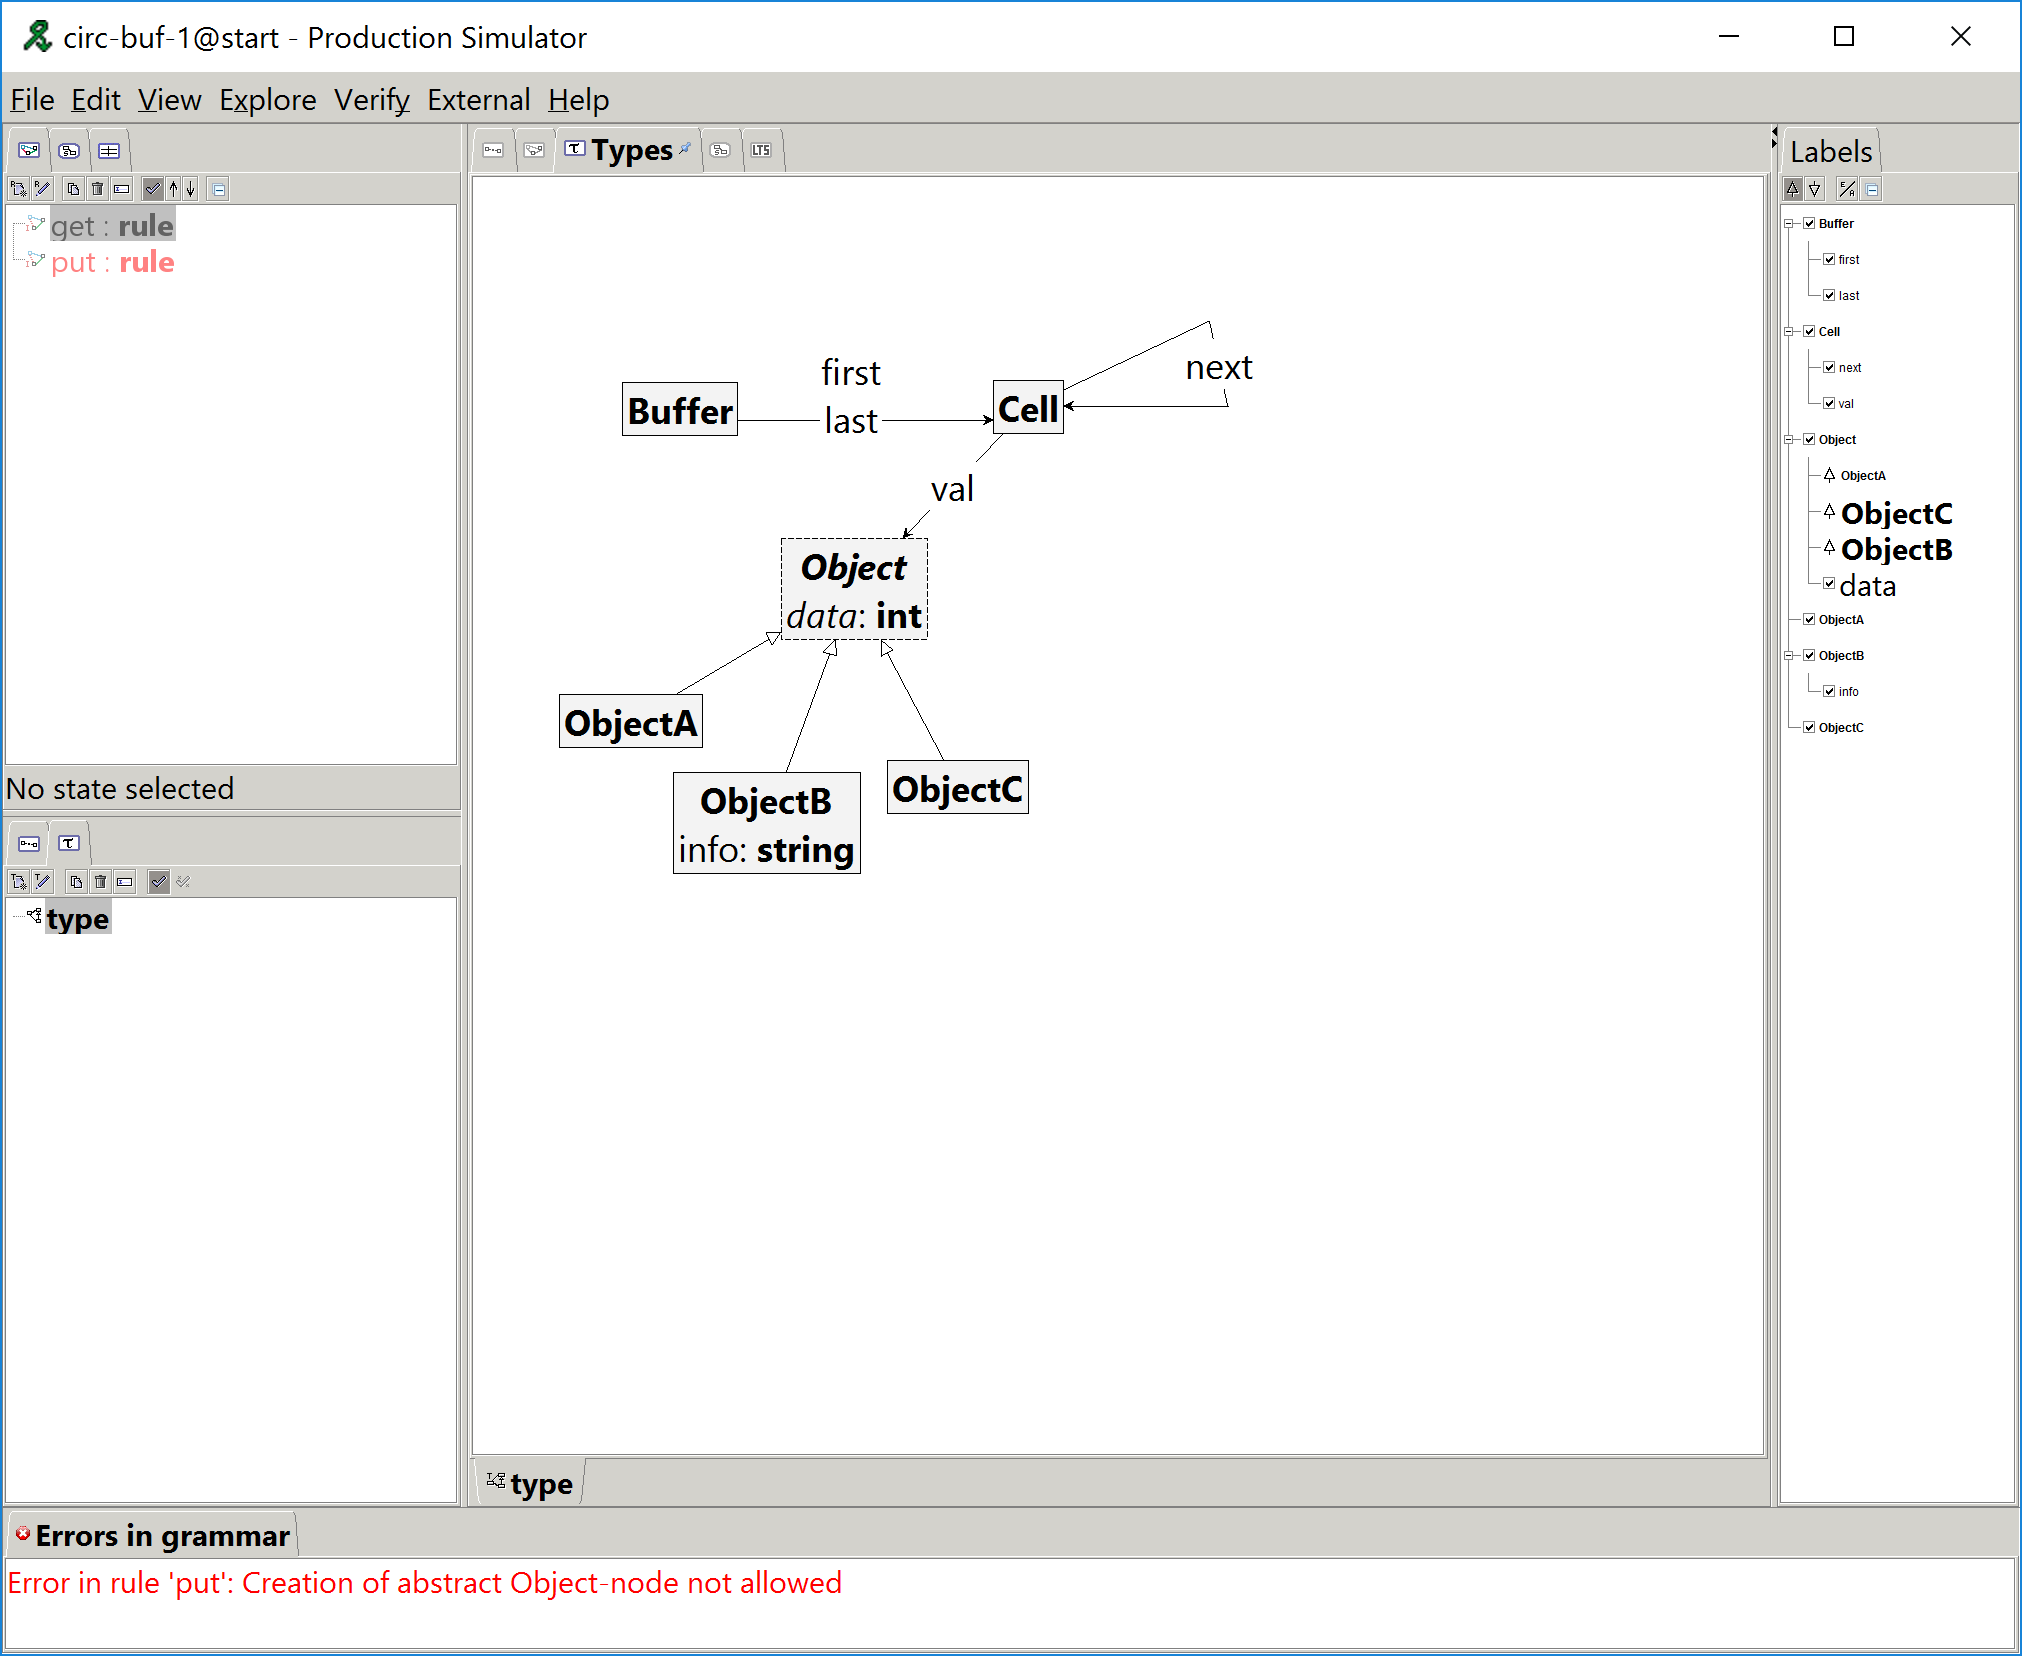 circ-buf-1@start - Production Simulator
File Edit View Explore Verify External Help
get : rule
put : rule
No state selected
type
Types
LTS
first
Buffer
last
Cell
next
val
Object
data: int
ObjectA
ObjectB
info: string
ObjectC
type
Labels
Buffer
first
last
Cell
next
val
Object
ObjectA
ObjectC
ObjectB
data
ObjectA
ObjectB
info
ObjectC
Errors in grammar
Error in rule 'put': Creation of abstract Object-node not allowed